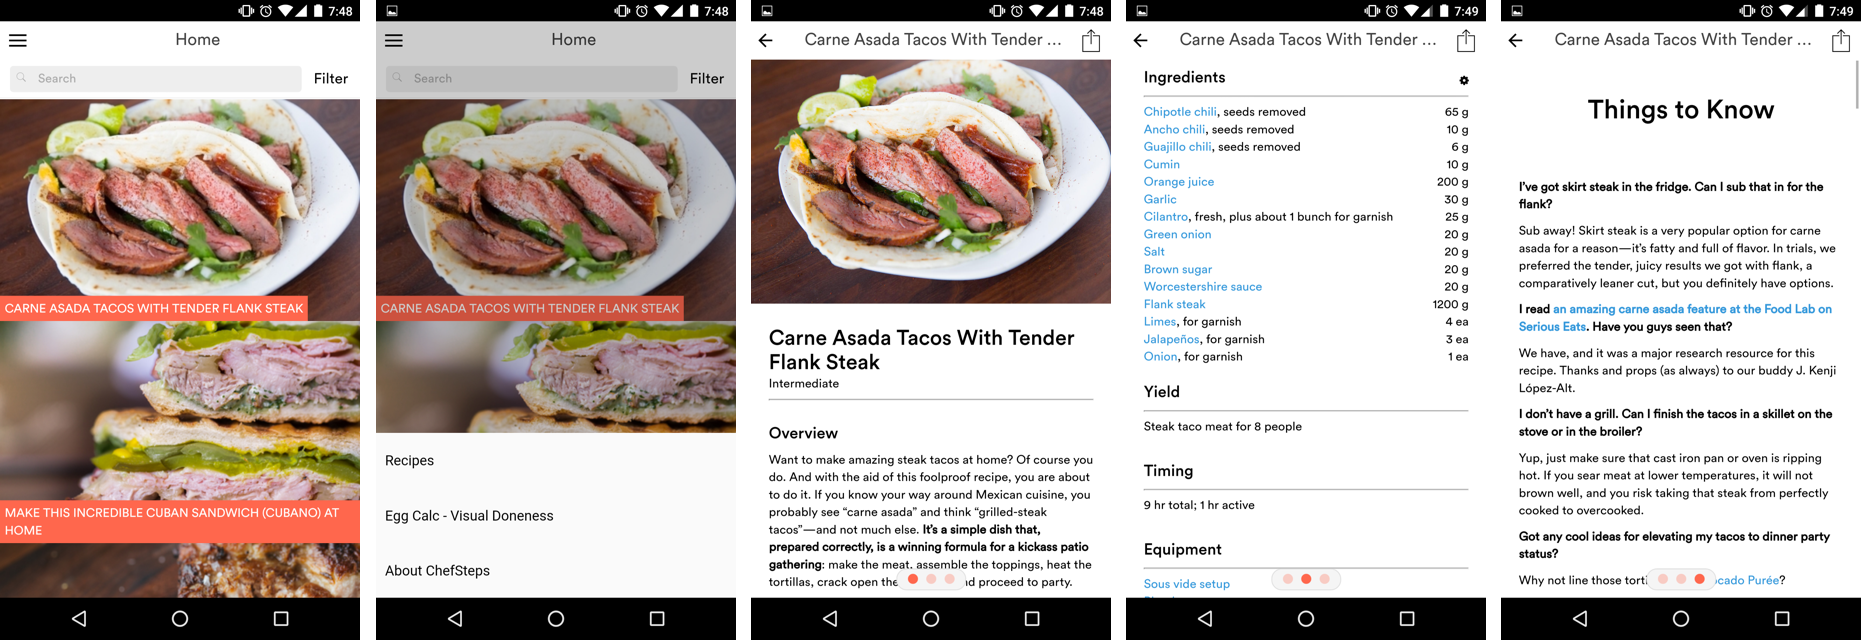 7:48
Home
Search
Filter
CARNE ASADA TACOS WITH TENDER FLANK STEAK
MAKE THIS INCREDIBLE CUBAN SANDWICH (CUBANO) AT
HOME
7:48
Home
Search
Filter
CARNE ASADA TACOS WITH TENDER FLANK STEAK
Recipes
Egg Calc - Visual Doneness
About ChefSteps
7:48
Carne Asada Tacos With Tender ...
Carne Asada Tacos With Tender
Flank Steak
Intermediate
Overview
Want to make amazing steak tacos at home? Of course you
do. And with the aid of this foolproof recipe, you are about
to do it. If you know your way around Mexican cuisine, you
probably see “carne asada” and think “grilled-steak
tacos”—and not much else. It’s a simple dish that,
prepared correctly, is a winning formula for a kickass patio
gathering: make the meat, assemble the toppings, heat the
tortillas, crack open the nd proceed to party.
7:49
Carne Asada Tacos With Tender ...
Ingredients
Chipotle chili, seeds removed 65 g
Ancho chili, seeds removed 10 g
Guajillo chili, seeds removed 6 g
Cumin 10 g
Orange juice 200 g
Garlic 30 g
Cilantro, fresh, plus about 1 bunch for garnish 25 g
Green onion 20 g
Salt 20 g
Brown sugar 20 g
Worcestershire sauce 20 g
Flank steak 1200 g
Limes, for garnish 4 ea
Jalapeños, for garnish 3 ea
Onion, for garnish 1 ea
Yield
Steak taco meat for 8 people
Timing
9 hr total; 1 hr active
Equipment
Sous vide setup
7:49
Carne Asada Tacos With Tender ...
Things to Know
I’ve got skirt steak in the fridge. Can I sub that in for the
flank?
Sub away! Skirt steak is a very popular option for carne
asada for a reason—it’s fatty and full of flavor. In trials, we
preferred the tender, juicy results we got with flank, a
comparatively leaner cut, but you definitely have options.
I read an amazing carne asada feature at the Food Lab on
Serious Eats. Have you guys seen that?
We have, and it was a major research resource for this
recipe. Thanks and props (as always) to our buddy J. Kenji
López-Alt.
I don’t have a grill. Can I finish the tacos in a skillet on the
stove or in the broiler?
Yup, just make sure that cast iron pan or oven is ripping
hot. If you sear meat at lower temperatures, it will not
brown well, and you risk taking that steak from perfectly
cooked to overcooked.
Got any cool ideas for elevating my tacos to dinner party
status?
Why not line those torti ocado Purée?